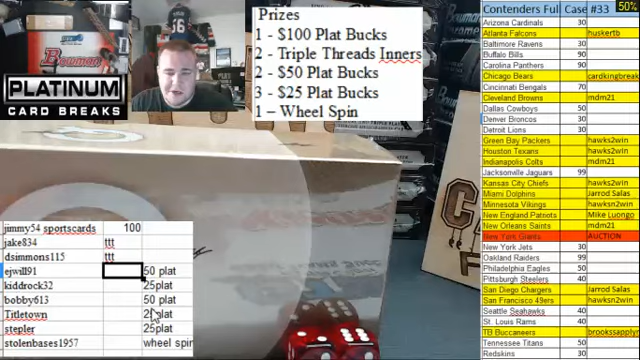 Bowman
PLATINUM
CARD BREAKS
Prizes
1 - $100 Plat Bucks
2 - Triple Threads Inners
2 - $50 Plat Bucks
3 - $25 Plat Bucks
1 – Wheel Spin
jimmy54 sportscards 100
jake834 ttt
dsimmons115 ttt
ejwill91 50 plat
kiddrock32 25plat
bobby613 50 plat
Titletown plat
stepler 25plat
stolenbases1957 wheel spin
Contenders Full Case #33 50%
Arizona Cardinals 30
Atlanta Falcons huskertb
Baltimore Ravens 30
Buffalo Bills 90
Carolina Panthers 90
Chicago Bears cardkingbreak
Cincinnati Bengals 70
Cleveland Browns mdm21
Dallas Cowboys 50
Denver Broncos 30
Detroit Lions 30
Green Bay Packers hawks2win
Houston Texans hawks2win
Indianapolis Colts mdm21
Jacksonville Jaguars 99
Kansas City Chiefs hawks2win
Miami Dolphins Jarrod Salas
Minnesota Vikings hawksn2win
New England Patriots Mike Luongo
New Orleans Saints mdm21
New York Giants AUCTION
New York Jets 30
Oakland Raiders 99
Philadelphia Eagles 50
Pittsburgh Steelers 40
San Diego Chargers Jarrod Salas
San Francisco 49ers hawksn2win
Seattle Seahawks 40
St. Louis Rams 40
TB Buccaneers brookssapplyr
Tennessee Titans 50
Redskins 30